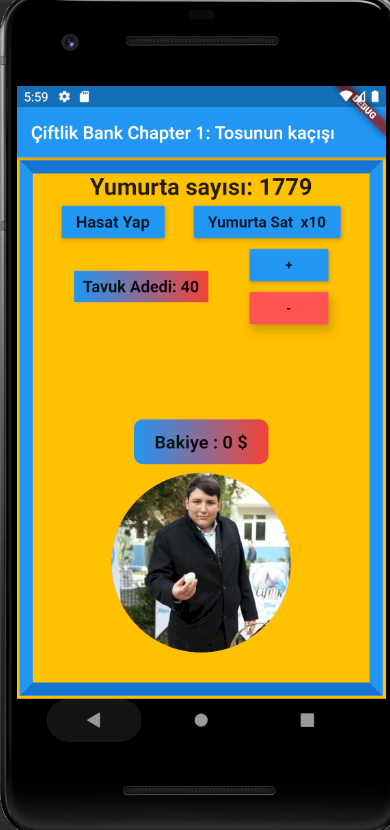 5:59
DEBUG
Çiftlik Bank Chapter 1: Tosunun kaçışı
Yumurta sayısı: 1779
Hasat Yap
Yumurta Sat x10
+
Tavuk Adedi: 40
-
Bakiye : 0 $